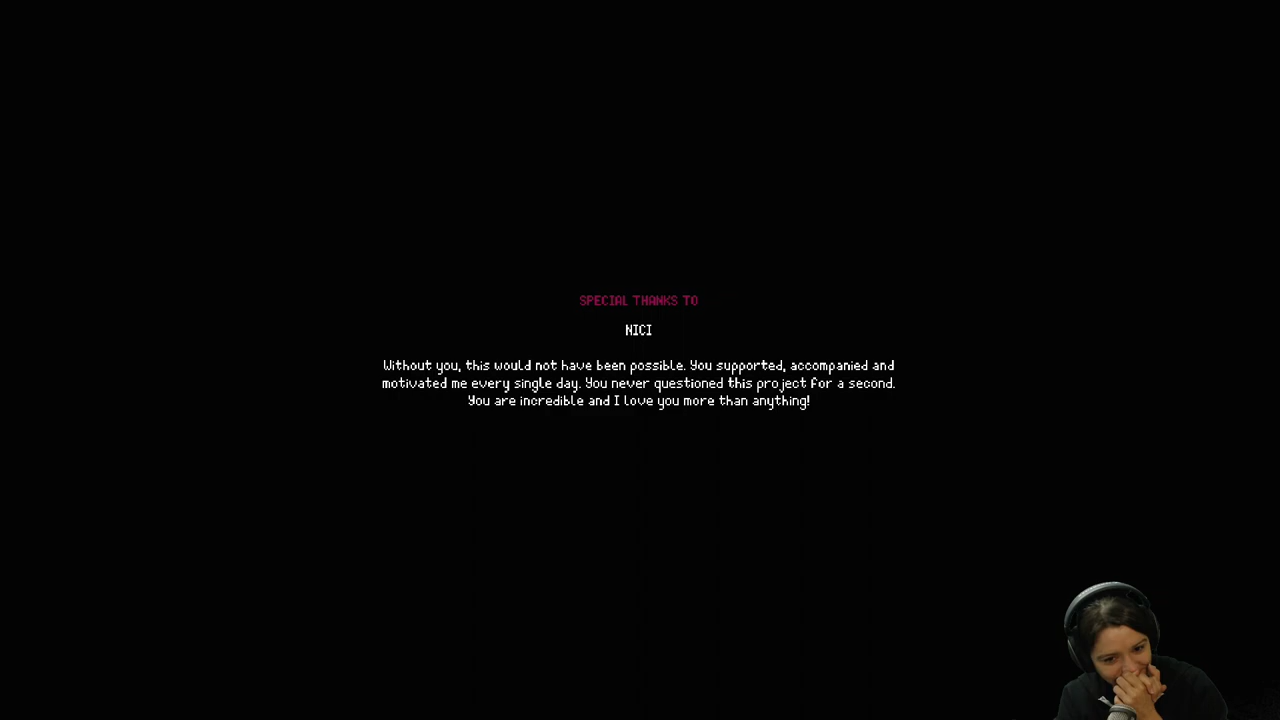 SPECIAL THANKS TO
NICI
Without you, this would not have been possible. You supported, accompanied and
motivated me every single day. You never questioned this project for a second.
You are incredible and I love you more than anything!